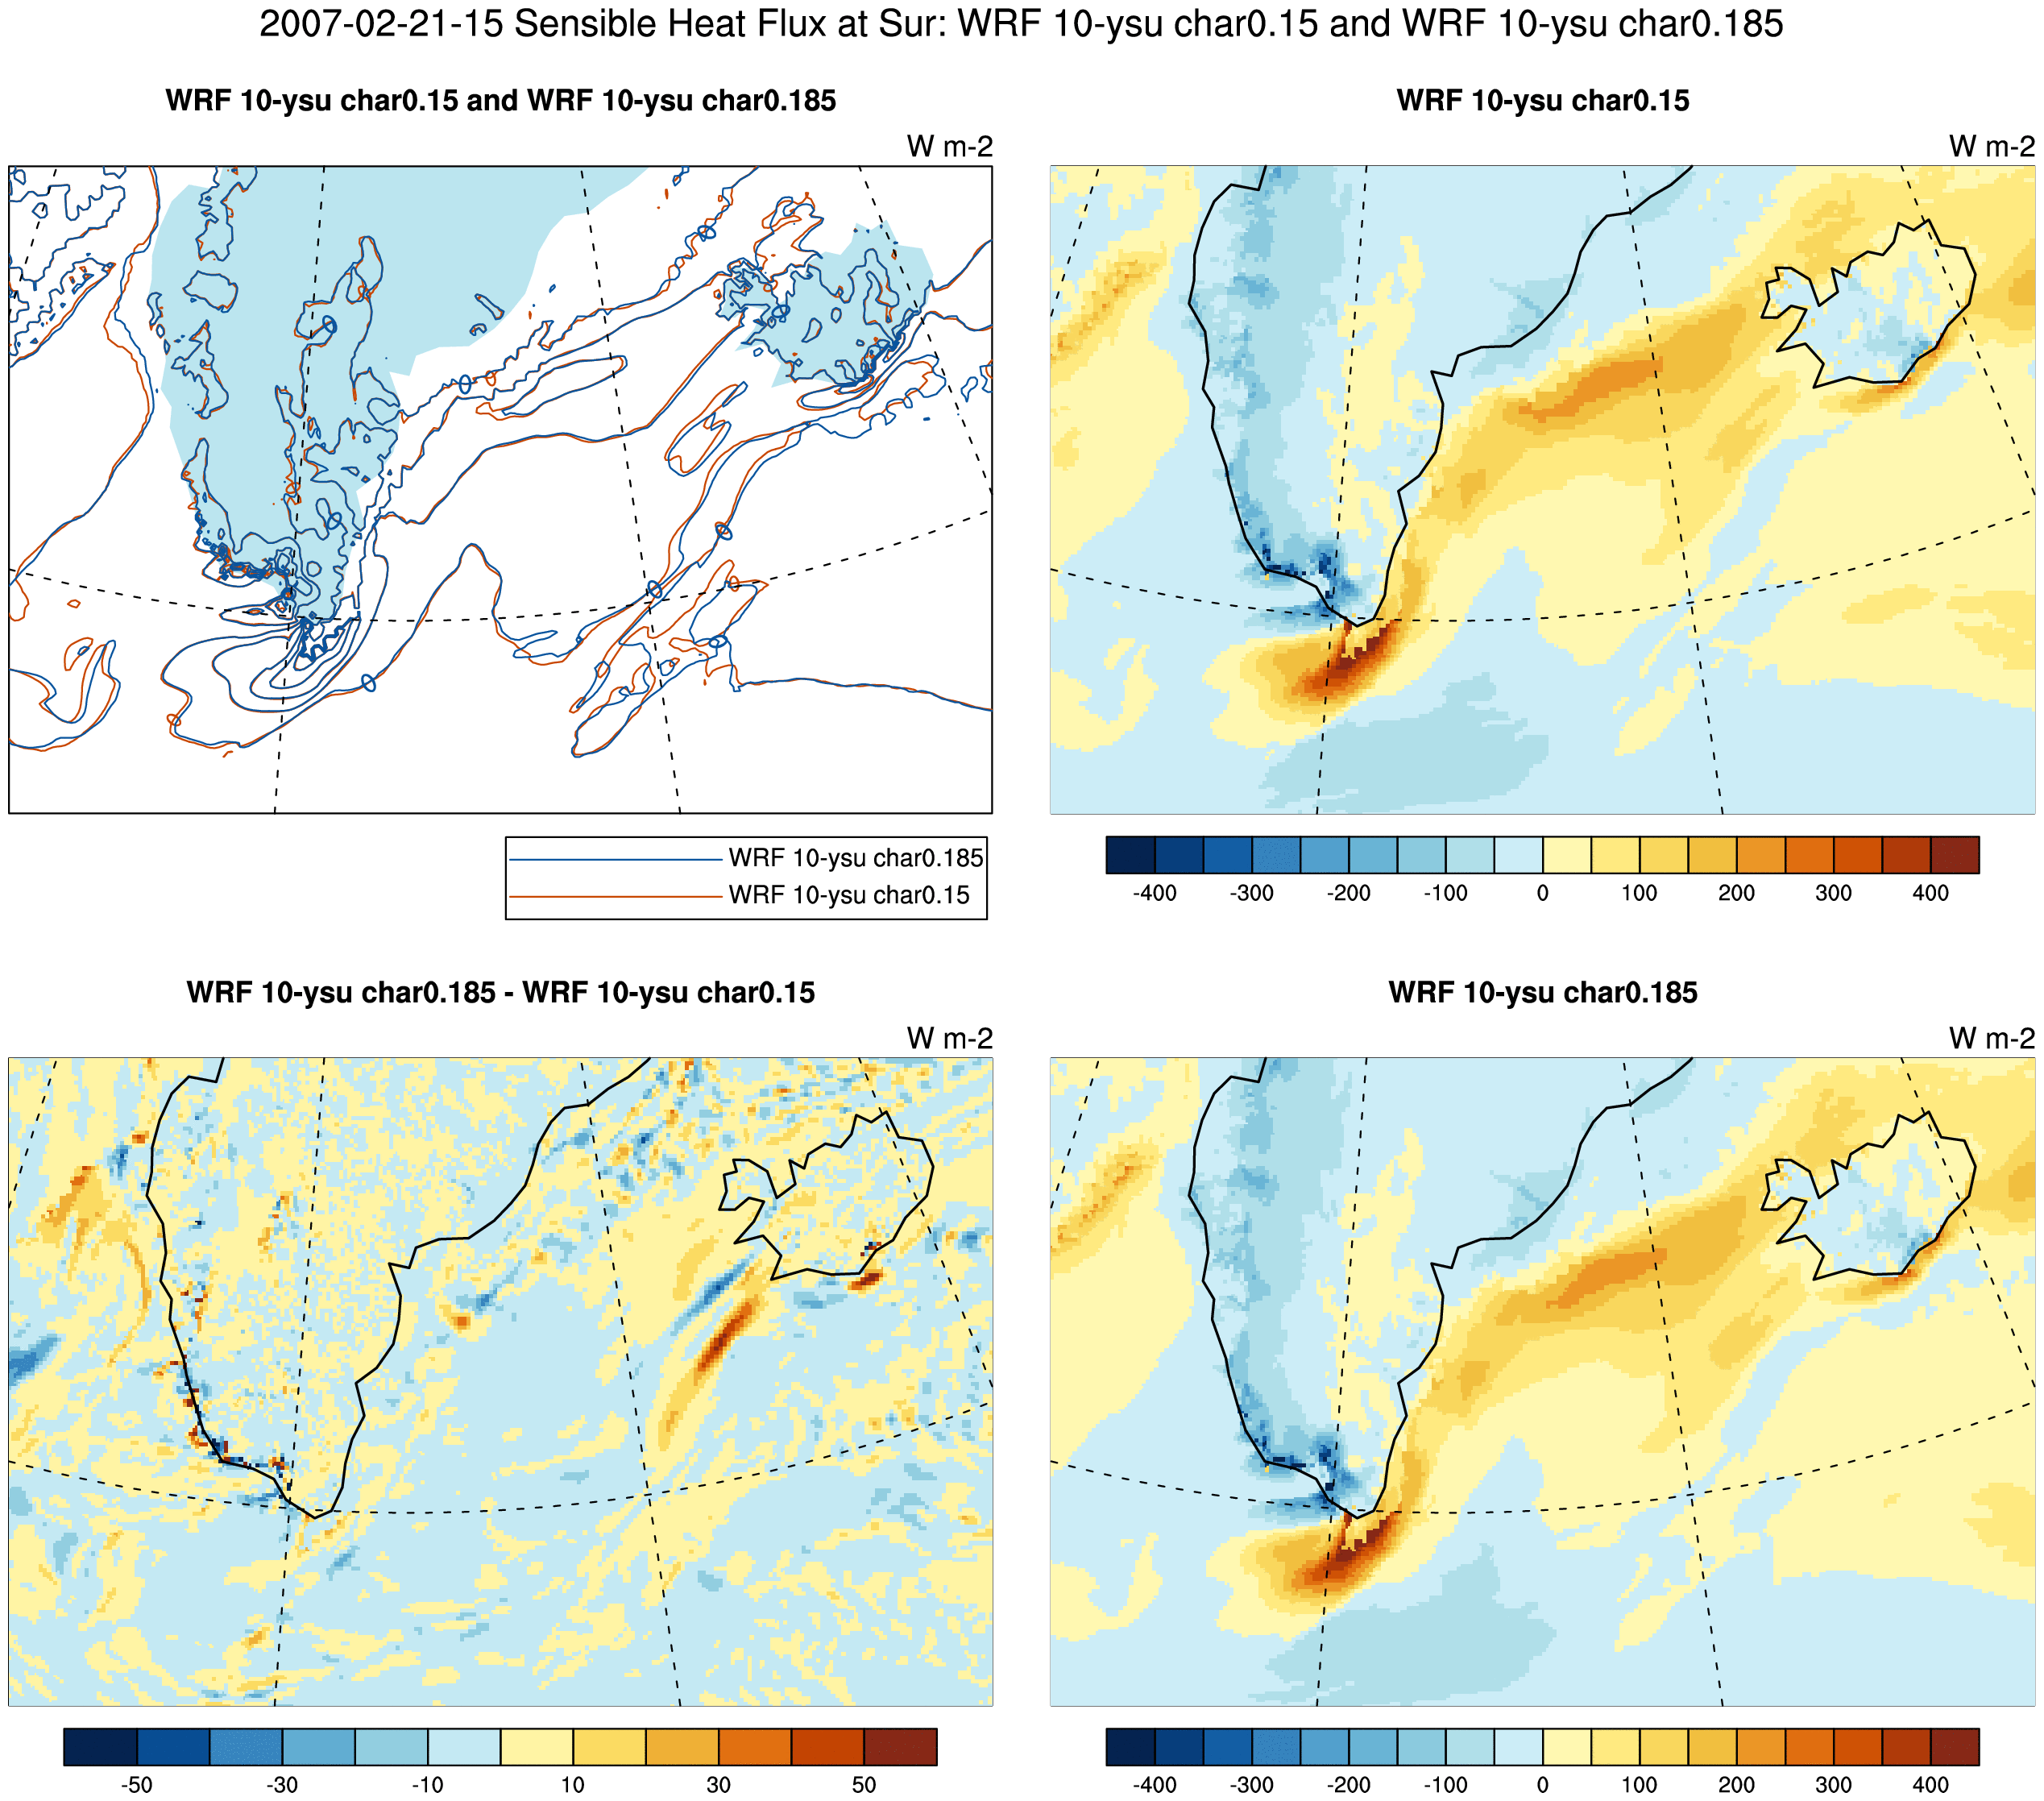 2007-02-21-15 Sensible Heat Flux at Sur: WRF 10-ysu char0.15 and WRF 10-ysu char0.185
WRF 10-ysu char0.15 and WRF 10-ysu char0.185
W m-2
WRF 10-ysu char0.185
WRF 10-ysu char0.15
WRF 10-ysu char0.15
W m-2
-400 -300 -200 -100 0 100 200 300 400
WRF 10-ysu char0.185 - WRF 10-ysu char0.15
W m-2
-50 -30 -10 10 30 50
WRF 10-ysu char0.185
W m-2
-400 -300 -200 -100 0 100 200 300 400